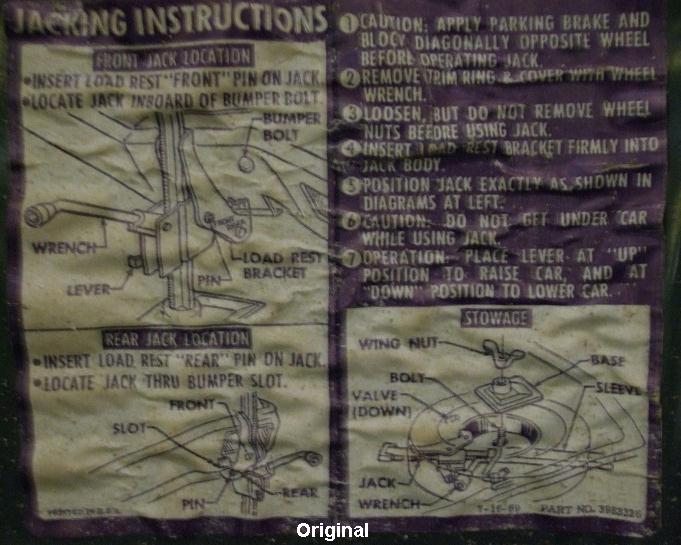 JACKING INSTRUCTIONS
FRONT JACK LOCATION
•INSERT LOAD REST "FRONT" PIN ON JACK.
•LOCATE JACK INBOARD OF BUMPER BOLT.
BUMPER
BOLT
WRENCH
LEVER
PIN
LOAD REST
BRACKET
REAR JACK LOCATION
•INSERT LOAD REST "REAR" PIN ON JACK.
•LOCATE JACK THRU BUMPER SLOT.
FRONT
SLOT
PIN
REAR
PRINTED IN U.S.A.
1 CAUTION: APPLY PARKING BRAKE AND
BLOCK DIAGONALLY OPPOSITE WHEEL
BEFORE OPERATING JACK.
2 REMOVE TRIM RING & COVER WITH WHEEL
WRENCH.
3 LOOSEN, BUT DO NOT REMOVE WHEEL
NUTS BEFORE USING JACK.
4 INSERT LOAD REST BRACKET FIRMLY INTO
JACK BODY.
5 POSITION JACK EXACTLY AS SHOWN IN
DIAGRAMS AT LEFT.
6 CAUTION: DO NOT GET UNDER CAR
WHILE USING JACK.
7 OPERATION: PLACE LEVER AT "UP"
POSITION TO RAISE CAR, AND AT
"DOWN" POSITION TO LOWER CAR.
STOWAGE
WING NUT
BASE
BOLT
SLEEVE
VALVE
(DOWN)
JACK
WRENCH
7-16-69 PART NO. 3983326
Original